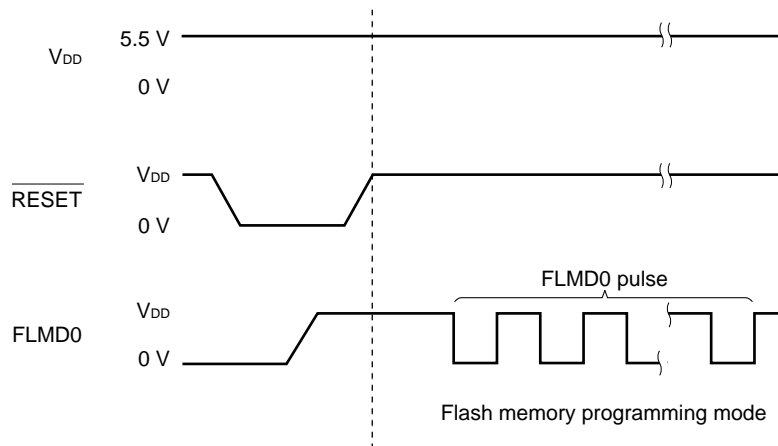 5.5 V
VDD
0 V
VDD
RESET
0 V
FLMD0 pulse
VDD
FLMD0
0 V
Flash memory programming mode